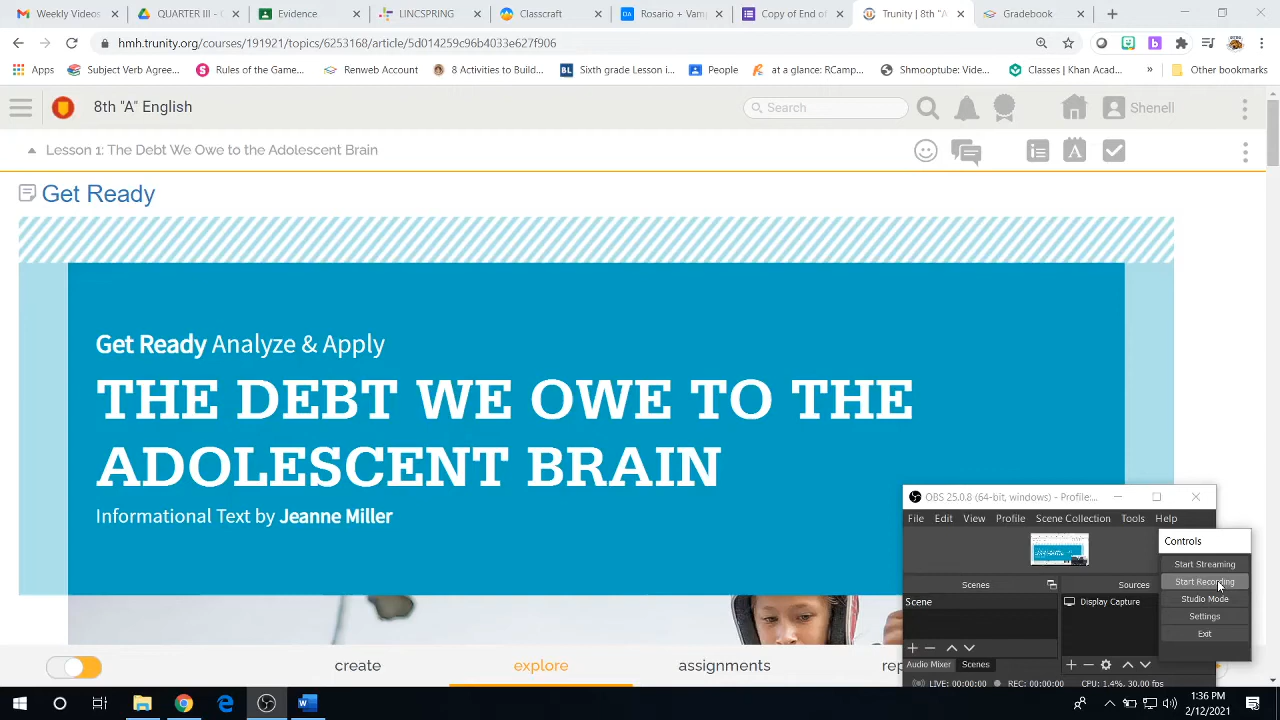 Weekly Videos
QUARTER III - C
Evidence
LINCSPRING
Classcraft
Rosario + Vam
Copy of End of
Trunity | 8th "A
Gradebook
hmh.trunity.org/courses/191921/topics/6253168/article/5d014259c96b4033e627f906
Apps
Subject Verb Agree...
Rules of the Game...
Renweb Account
8 Activities to Build...
Sixth grade Lesson i...
People
at a glance: RCamp...
Shmooptube: Vide...
Classes | Khan Acad...
»
Other bookmarks
8th "A" English
Search
Shenell
Lesson 1: The Debt We Owe to the Adolescent Brain
Get Ready
Get Ready Analyze & Apply
THE DEBT WE OWE TO THE
ADOLESCENT BRAIN
Informational Text by Jeanne Miller
OBS 25.0.8 (64-bit, windows) - Profile:...
File Edit View Profile Scene Collection Tools Help
Controls
Start Streaming
Start Recording
Studio Mode
Settings
Exit
Scenes
Sources
Scene
Display Capture
Audio Mixer
Scenes
LIVE: 00:00:00
REC: 00:00:00
CPU: 1.4%, 30.00 fps
create
explore
assignments
rep
1:36 PM
2/12/2021